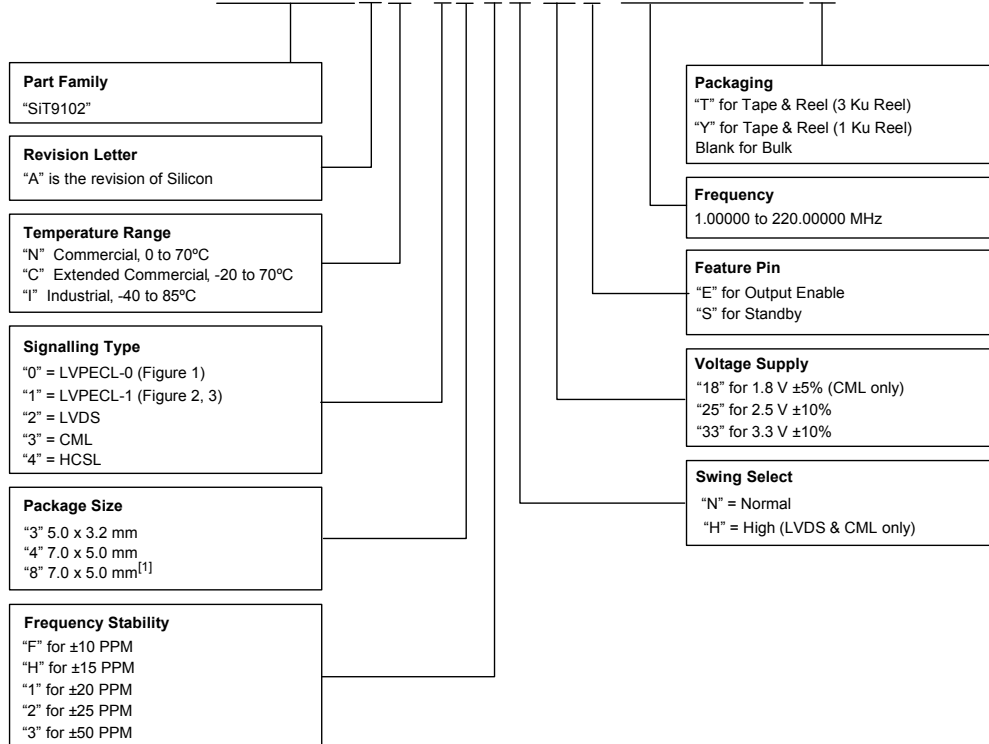 Part Family
“SiT9102”
Revision Letter
“A” is the revision of Silicon
Temperature Range
“N” Commercial, 0 to 70ºC
“C” Extended Commercial, -20 to 70ºC
“I” Industrial, -40 to 85ºC
Signalling Type
“0” = LVPECL-0 (Figure 1)
“1” = LVPECL-1 (Figure 2, 3)
“2” = LVDS
“3” = CML
“4” = HCSL
Package Size
“3” 5.0 x 3.2 mm
“4” 7.0 x 5.0 mm
“8” 7.0 x 5.0 mm[1]
Frequency Stability
“F” for ±10 PPM
“H” for ±15 PPM
“1” for ±20 PPM
“2” for ±25 PPM
“3” for ±50 PPM
Packaging
“T” for Tape & Reel (3 Ku Reel)
“Y” for Tape & Reel (1 Ku Reel)
Blank for Bulk
Frequency
1.00000 to 220.00000 MHz
Feature Pin
“E” for Output Enable
“S” for Standby
Voltage Supply
“18” for 1.8 V ±5% (CML only)
“25” for 2.5 V ±10%
“33” for 3.3 V ±10%
Swing Select
“N” = Normal
“H” = High (LVDS & CML only)